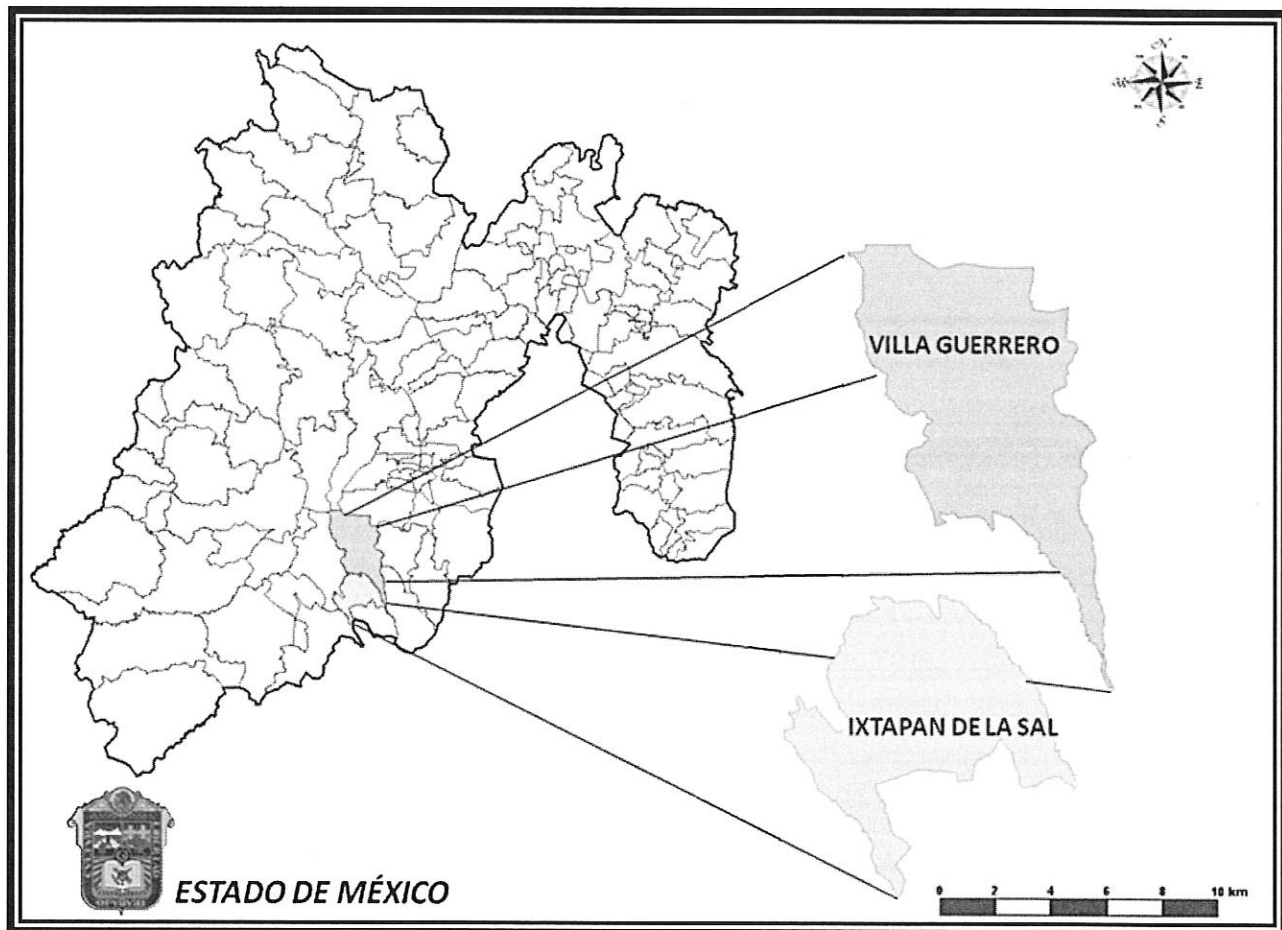 N
E
S
VILLA GUERRERO
IXTAPAN DE LA SAL
ESTADO DE MÉXICO
0 2 4 6 8 10 km